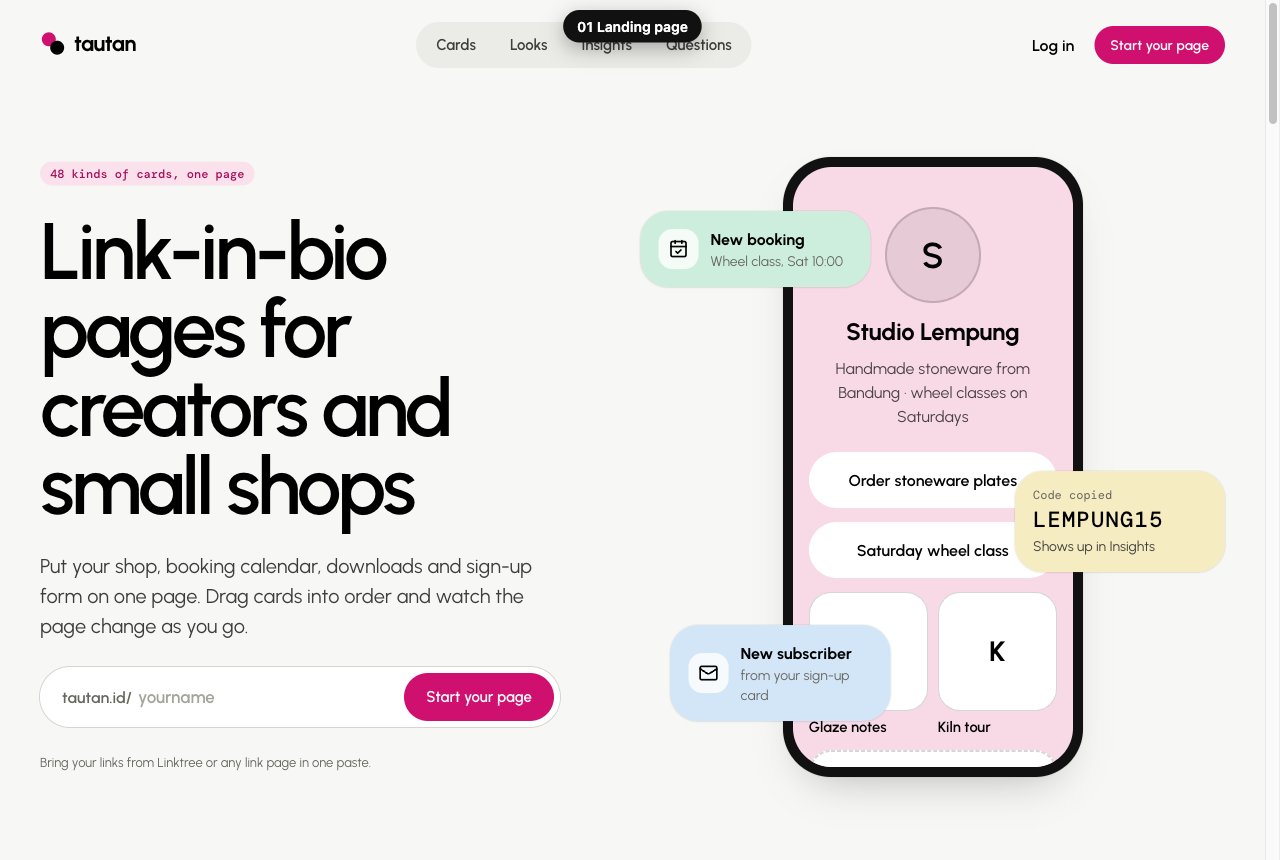 tautan
Cards
Looks
Insights
Questions
01 Landing page
Log in
Start your page
48 kinds of cards, one page
Link-in-bio
pages for
creators and
small shops
Put your shop, booking calendar, downloads and sign-up
form on one page. Drag cards into order and watch the
page change as you go.
tautan.id/ yourname
Start your page
Bring your links from Linktree or any link page in one paste.
New booking
Wheel class, Sat 10:00
S
Studio Lempung
Handmade stoneware from
Bandung · wheel classes on
Saturdays
Order stoneware plates
Saturday wheel class
Code copied
LEMPUNG15
Shows up in Insights
New subscriber
from your sign-up
card
K
Glaze notes
Kiln tour